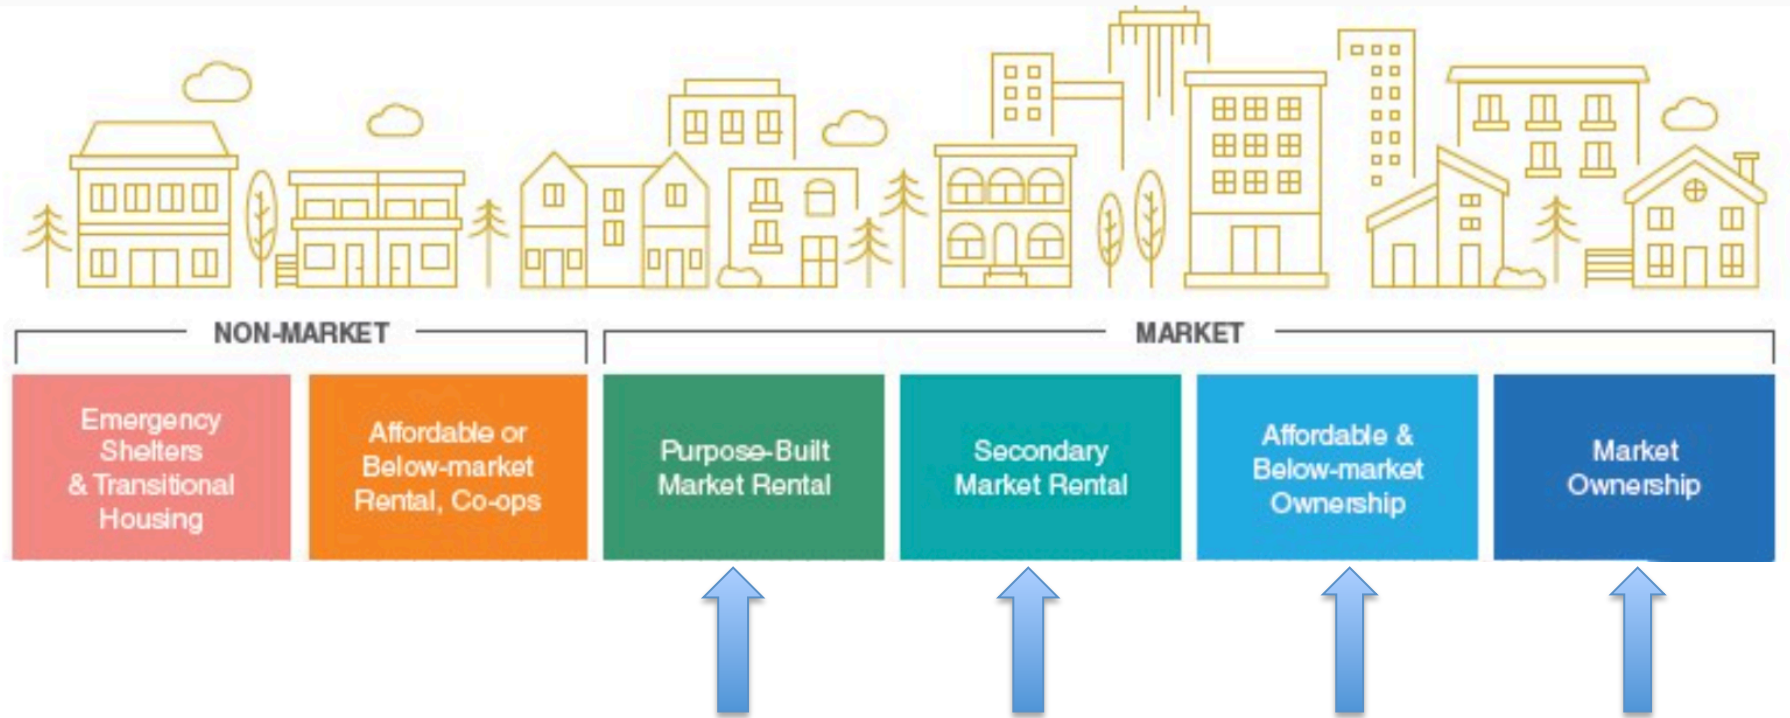 NON-MARKET
MARKET
Emergency
Shelters
& Transitional
Housing
Affordable or
Below-market
Rental, Co-ops
Purpose-Built
Market Rental
Secondary
Market Rental
Affordable &
Below-market
Ownership
Market
Ownership